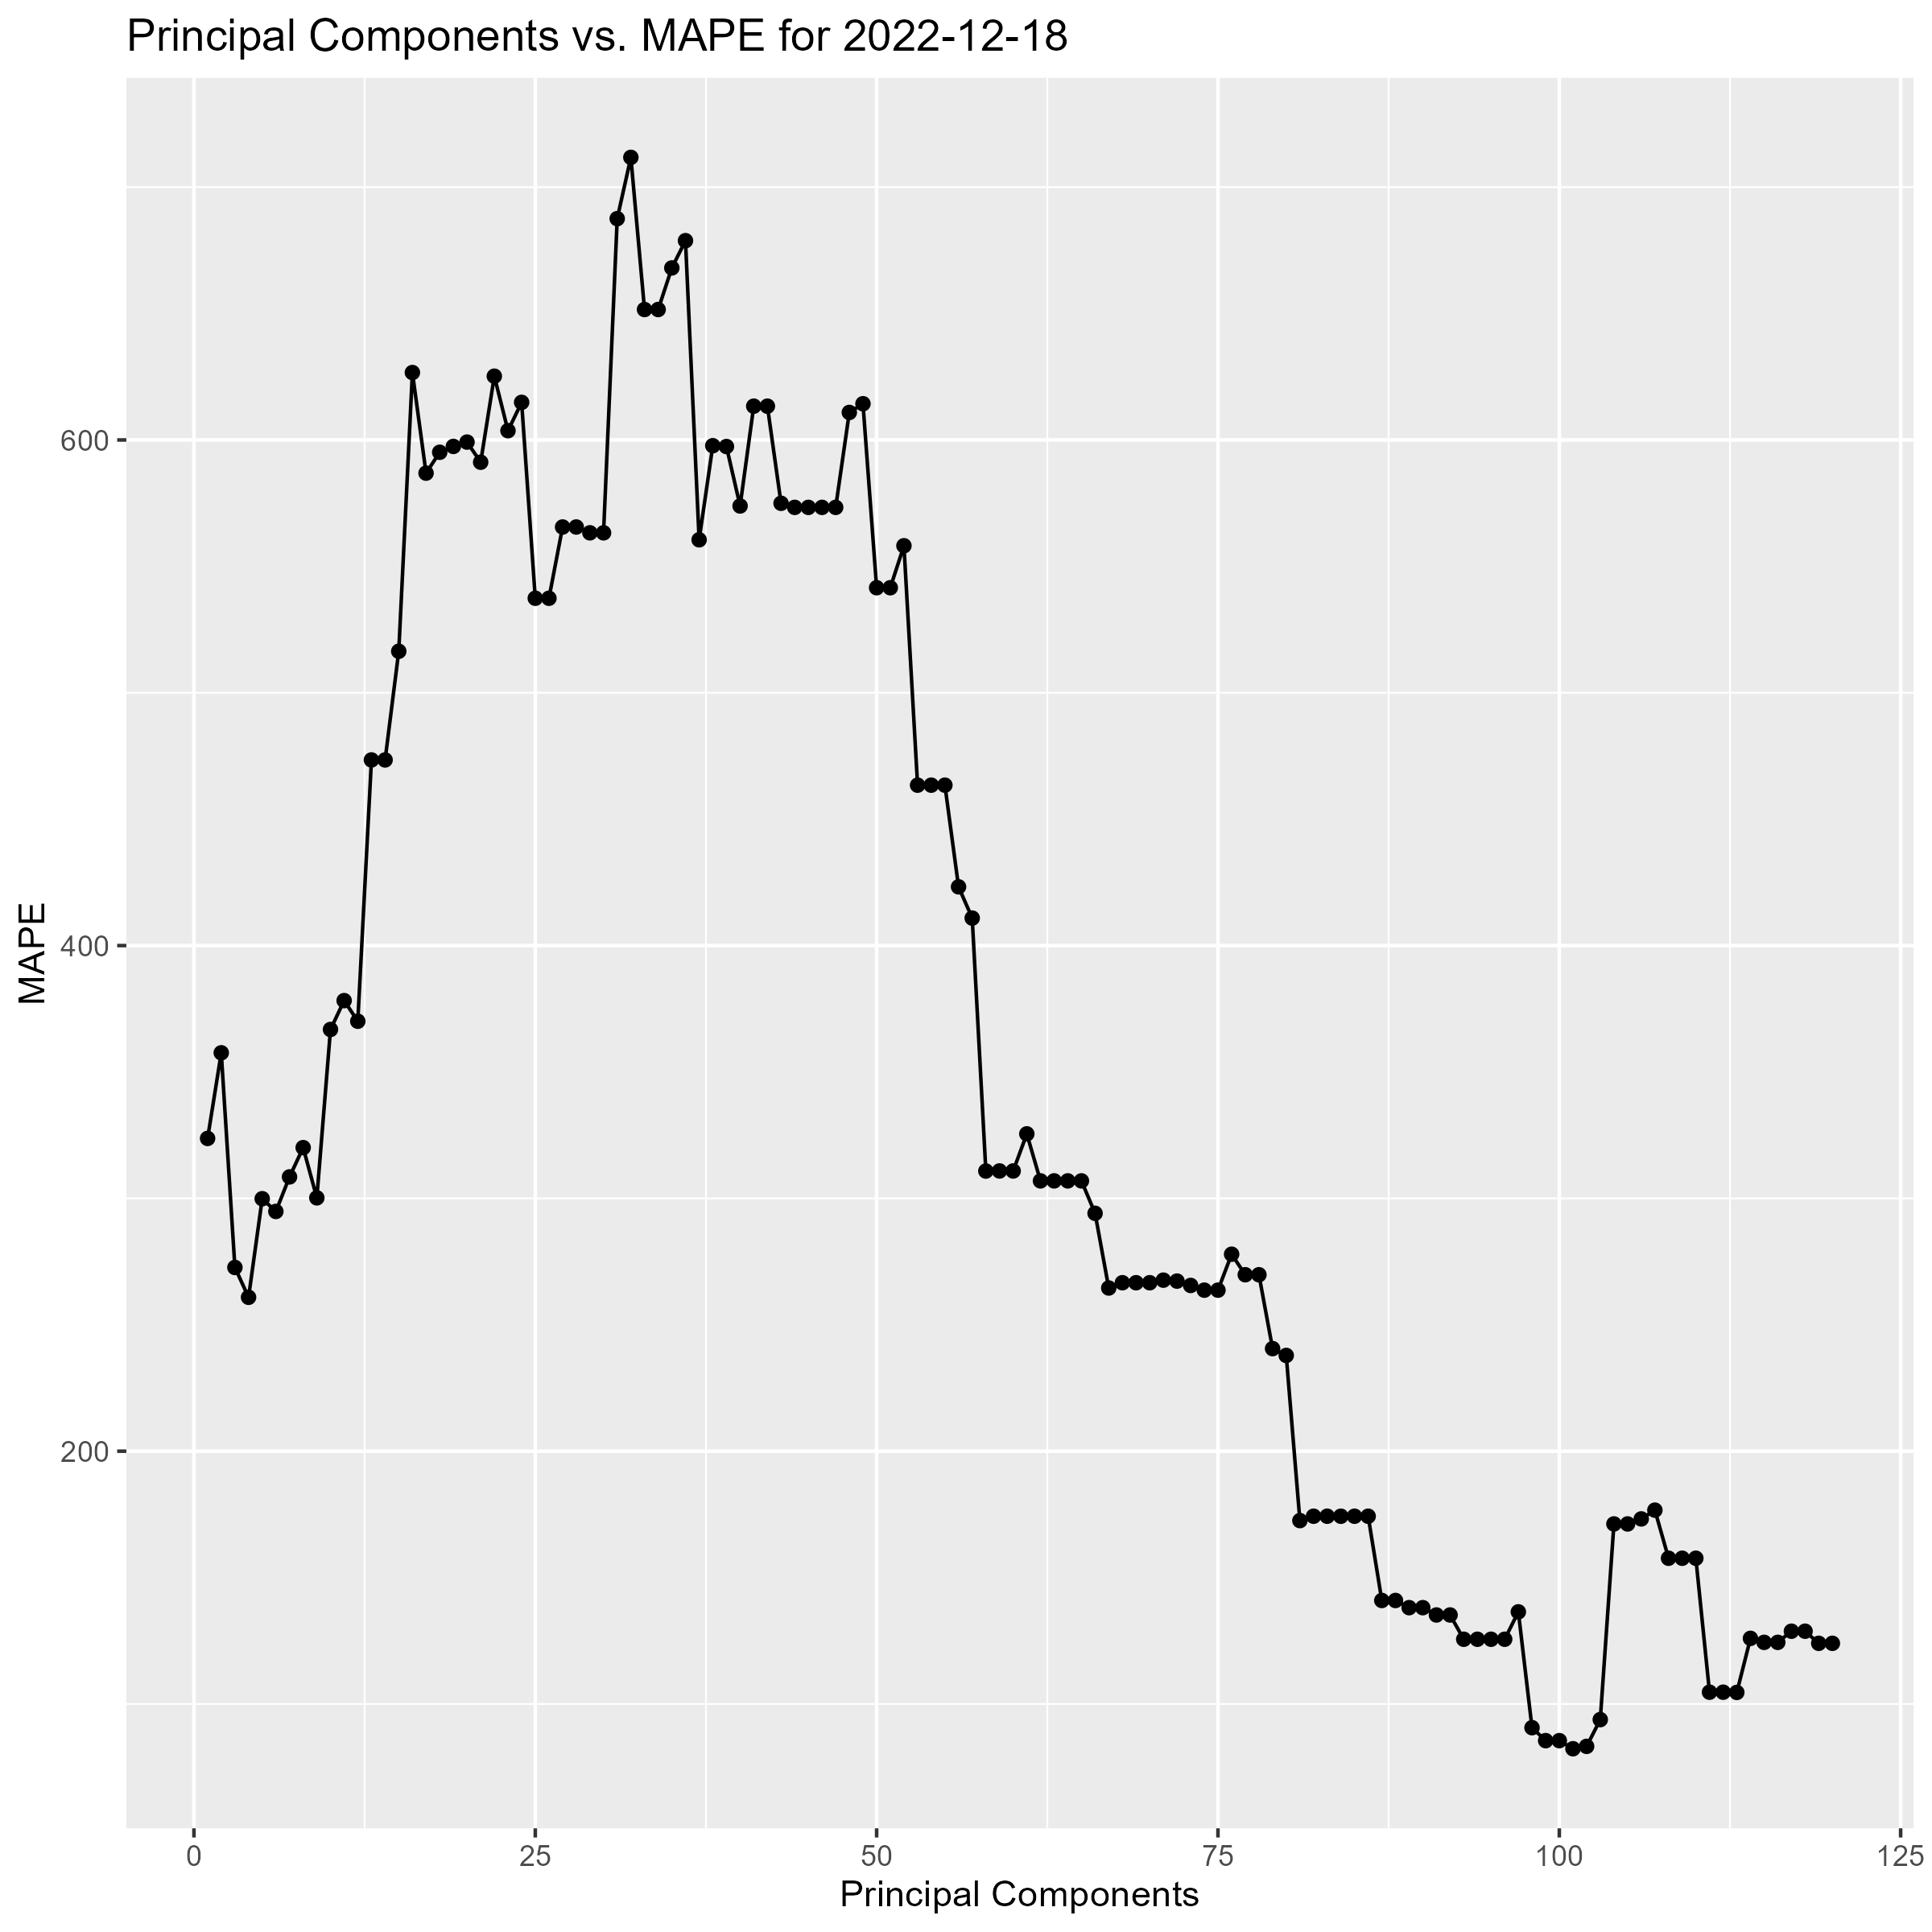 Principal Components vs. MAPE for 2022-12-18
MAPE
600
400
200
0 25 50 75 100 125
Principal Components